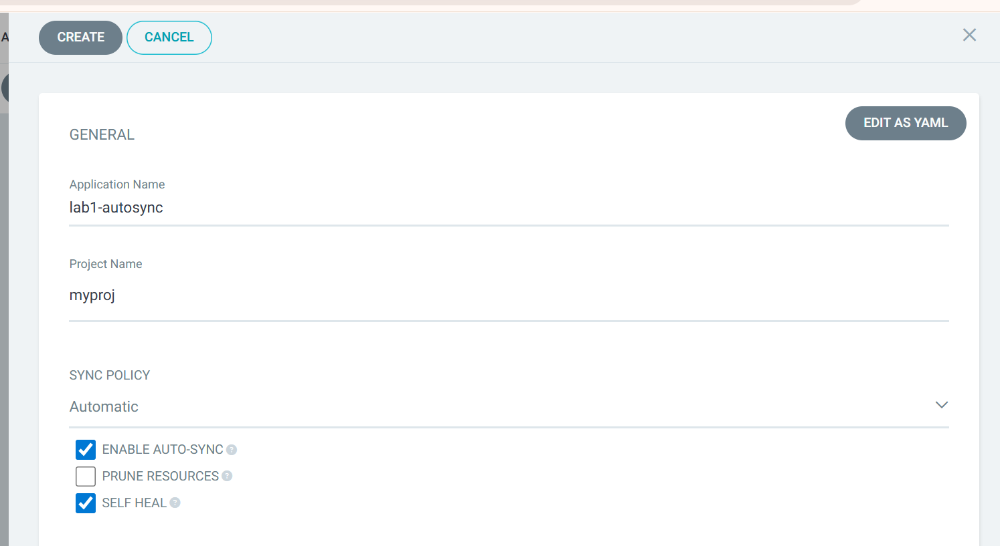 CREATE CANCEL
GENERAL
EDIT AS YAML
Application Name
lab1-autosync
Project Name
myproj
SYNC POLICY
Automatic
ENABLE AUTO-SYNC ?
PRUNE RESOURCES ?
SELF HEAL ?